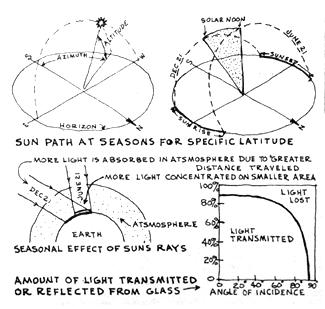 SOLAR NOON
ALTITUDE
AZIMUTH
S
N
HORIZON
DEC 21
JUNE 21
SUNSET
SUNRISE
S
N
SUN PATH AT SEASONS FOR SPECIFIC LATITUDE
MORE LIGHT IS ABSORBED IN ATSMOSPHERE DUE TO GREATER
DISTANCE TRAVELED
MORE LIGHT CONCENTRATED ON SMALLER AREA
DEC 21
JUNE 21
ATSMOSPHERE
EARTH
SEASONAL EFFECT OF SUNS RAYS
100%
80%
60%
40%
20%
LIGHT
LOST
LIGHT
TRANSMITTED
0 20 40 60 80 90
ANGLE OF INCIDENCE
AMOUNT OF LIGHT TRANSMITTED
OR REFLECTED FROM GLASS